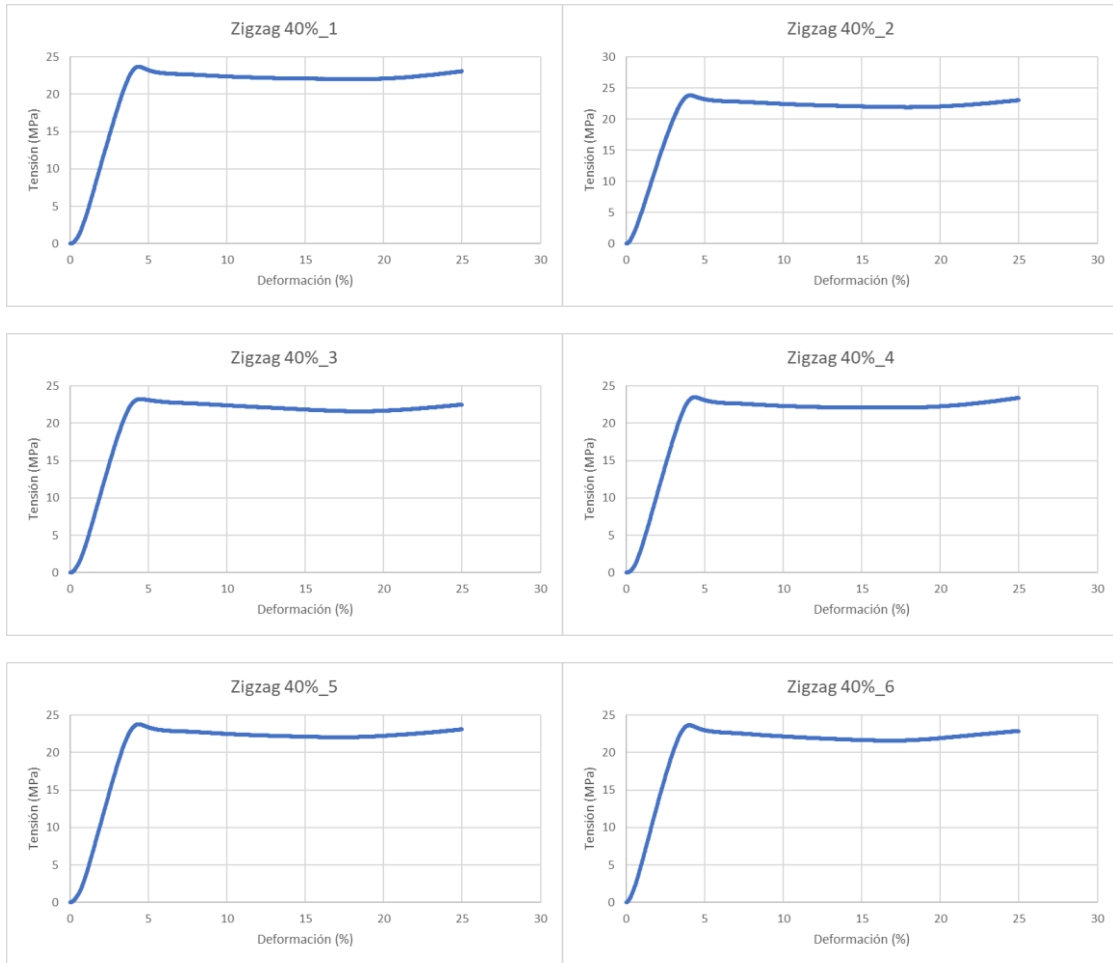 Zigzag 40%_1
25
20
15
10
5
0
Tensión (MPa)
0 5 10 15 20 25 30
Deformación (%)
Zigzag 40%_2
30
25
20
15
10
5
0
Tensión (MPa)
0 5 10 15 20 25 30
Deformación (%)
Zigzag 40%_3
25
20
15
10
5
0
Tensión (MPa)
0 5 10 15 20 25 30
Deformación (%)
Zigzag 40%_4
25
20
15
10
5
0
Tensión (MPa)
0 5 10 15 20 25 30
Deformación (%)
Zigzag 40%_5
25
20
15
10
5
0
Tensión (MPa)
0 5 10 15 20 25 30
Deformación (%)
Zigzag 40%_6
25
20
15
10
5
0
Tensión (MPa)
0 5 10 15 20 25 30
Deformación (%)